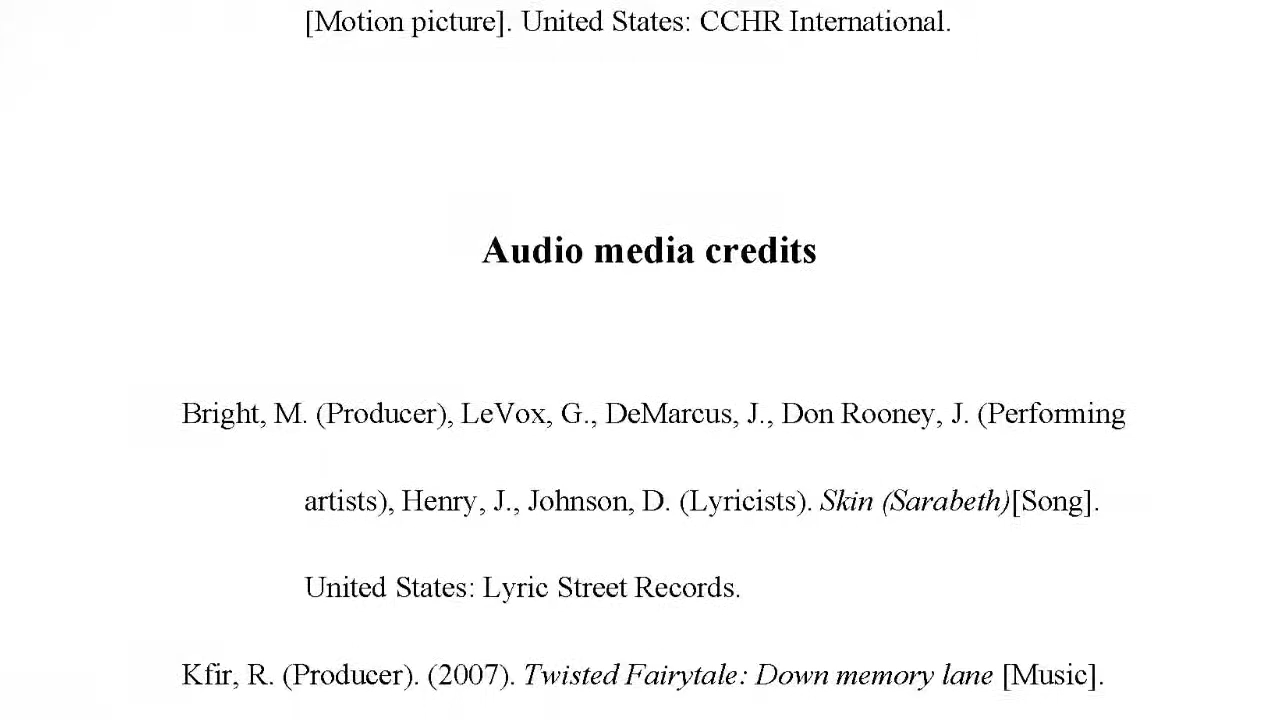 [Motion picture]. United States: CCHR International.
Audio media credits
Bright, M. (Producer), LeVox, G., DeMarcus, J., Don Rooney, J. (Performing
artists), Henry, J., Johnson, D. (Lyricists). Skin (Sarabeth)[Song].
United States: Lyric Street Records.
Kfir, R. (Producer). (2007). Twisted Fairytale: Down memory lane [Music].